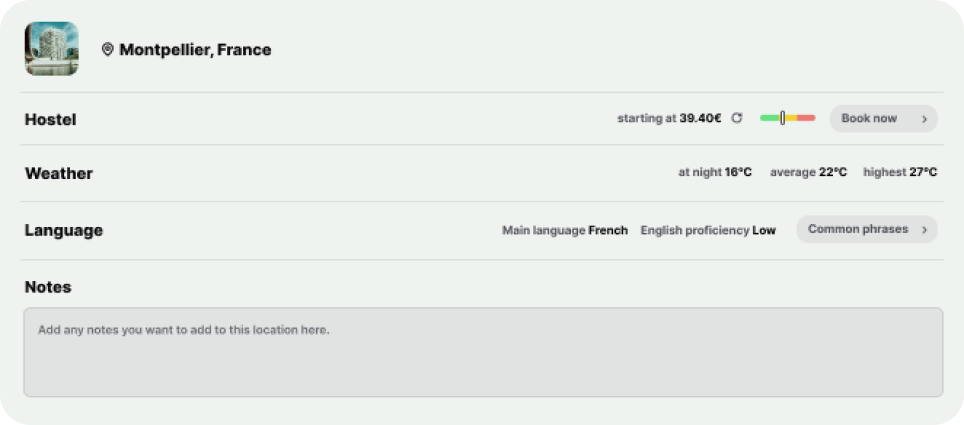 Montpellier, France
Hostel
starting at 39.40€
Book now
Weather
at night 16°C average 22°C highest 27°C
Language
Main language French English proficiency Low
Common phrases
Notes
Add any notes you want to add to this location here.